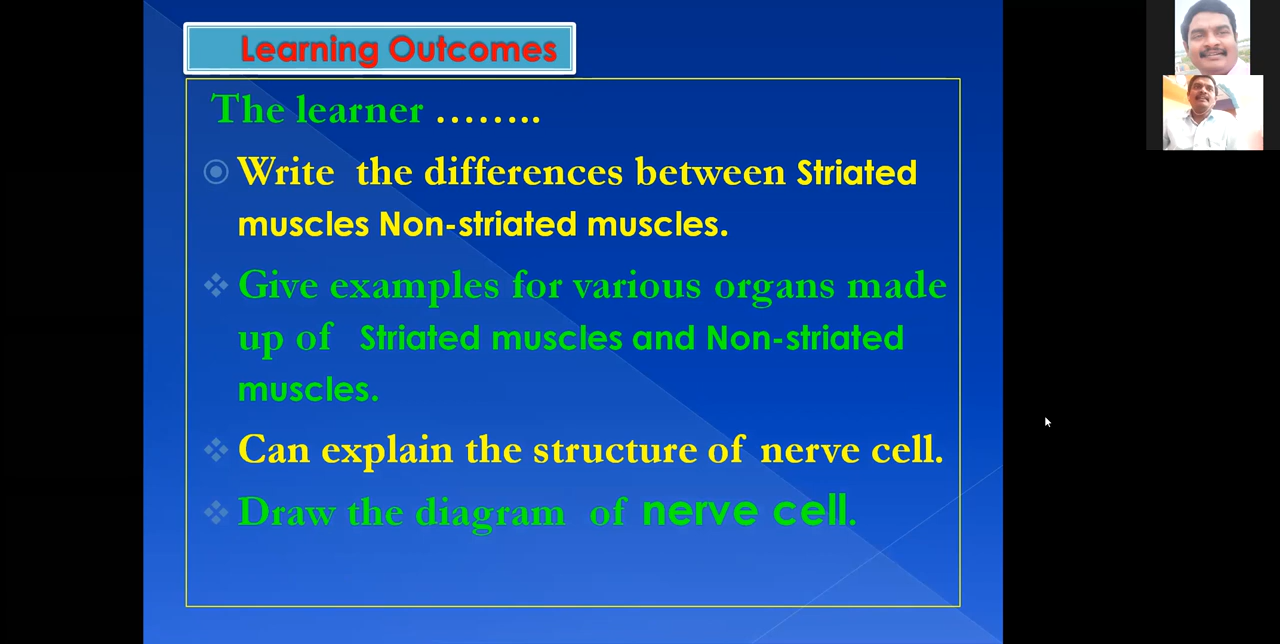 Learning Outcomes
The learner ……..
Write the differences between Striated
muscles Non-striated muscles.
Give examples for various organs made
up of Striated muscles and Non-striated
muscles.
Can explain the structure of nerve cell.
Draw the diagram of nerve cell.